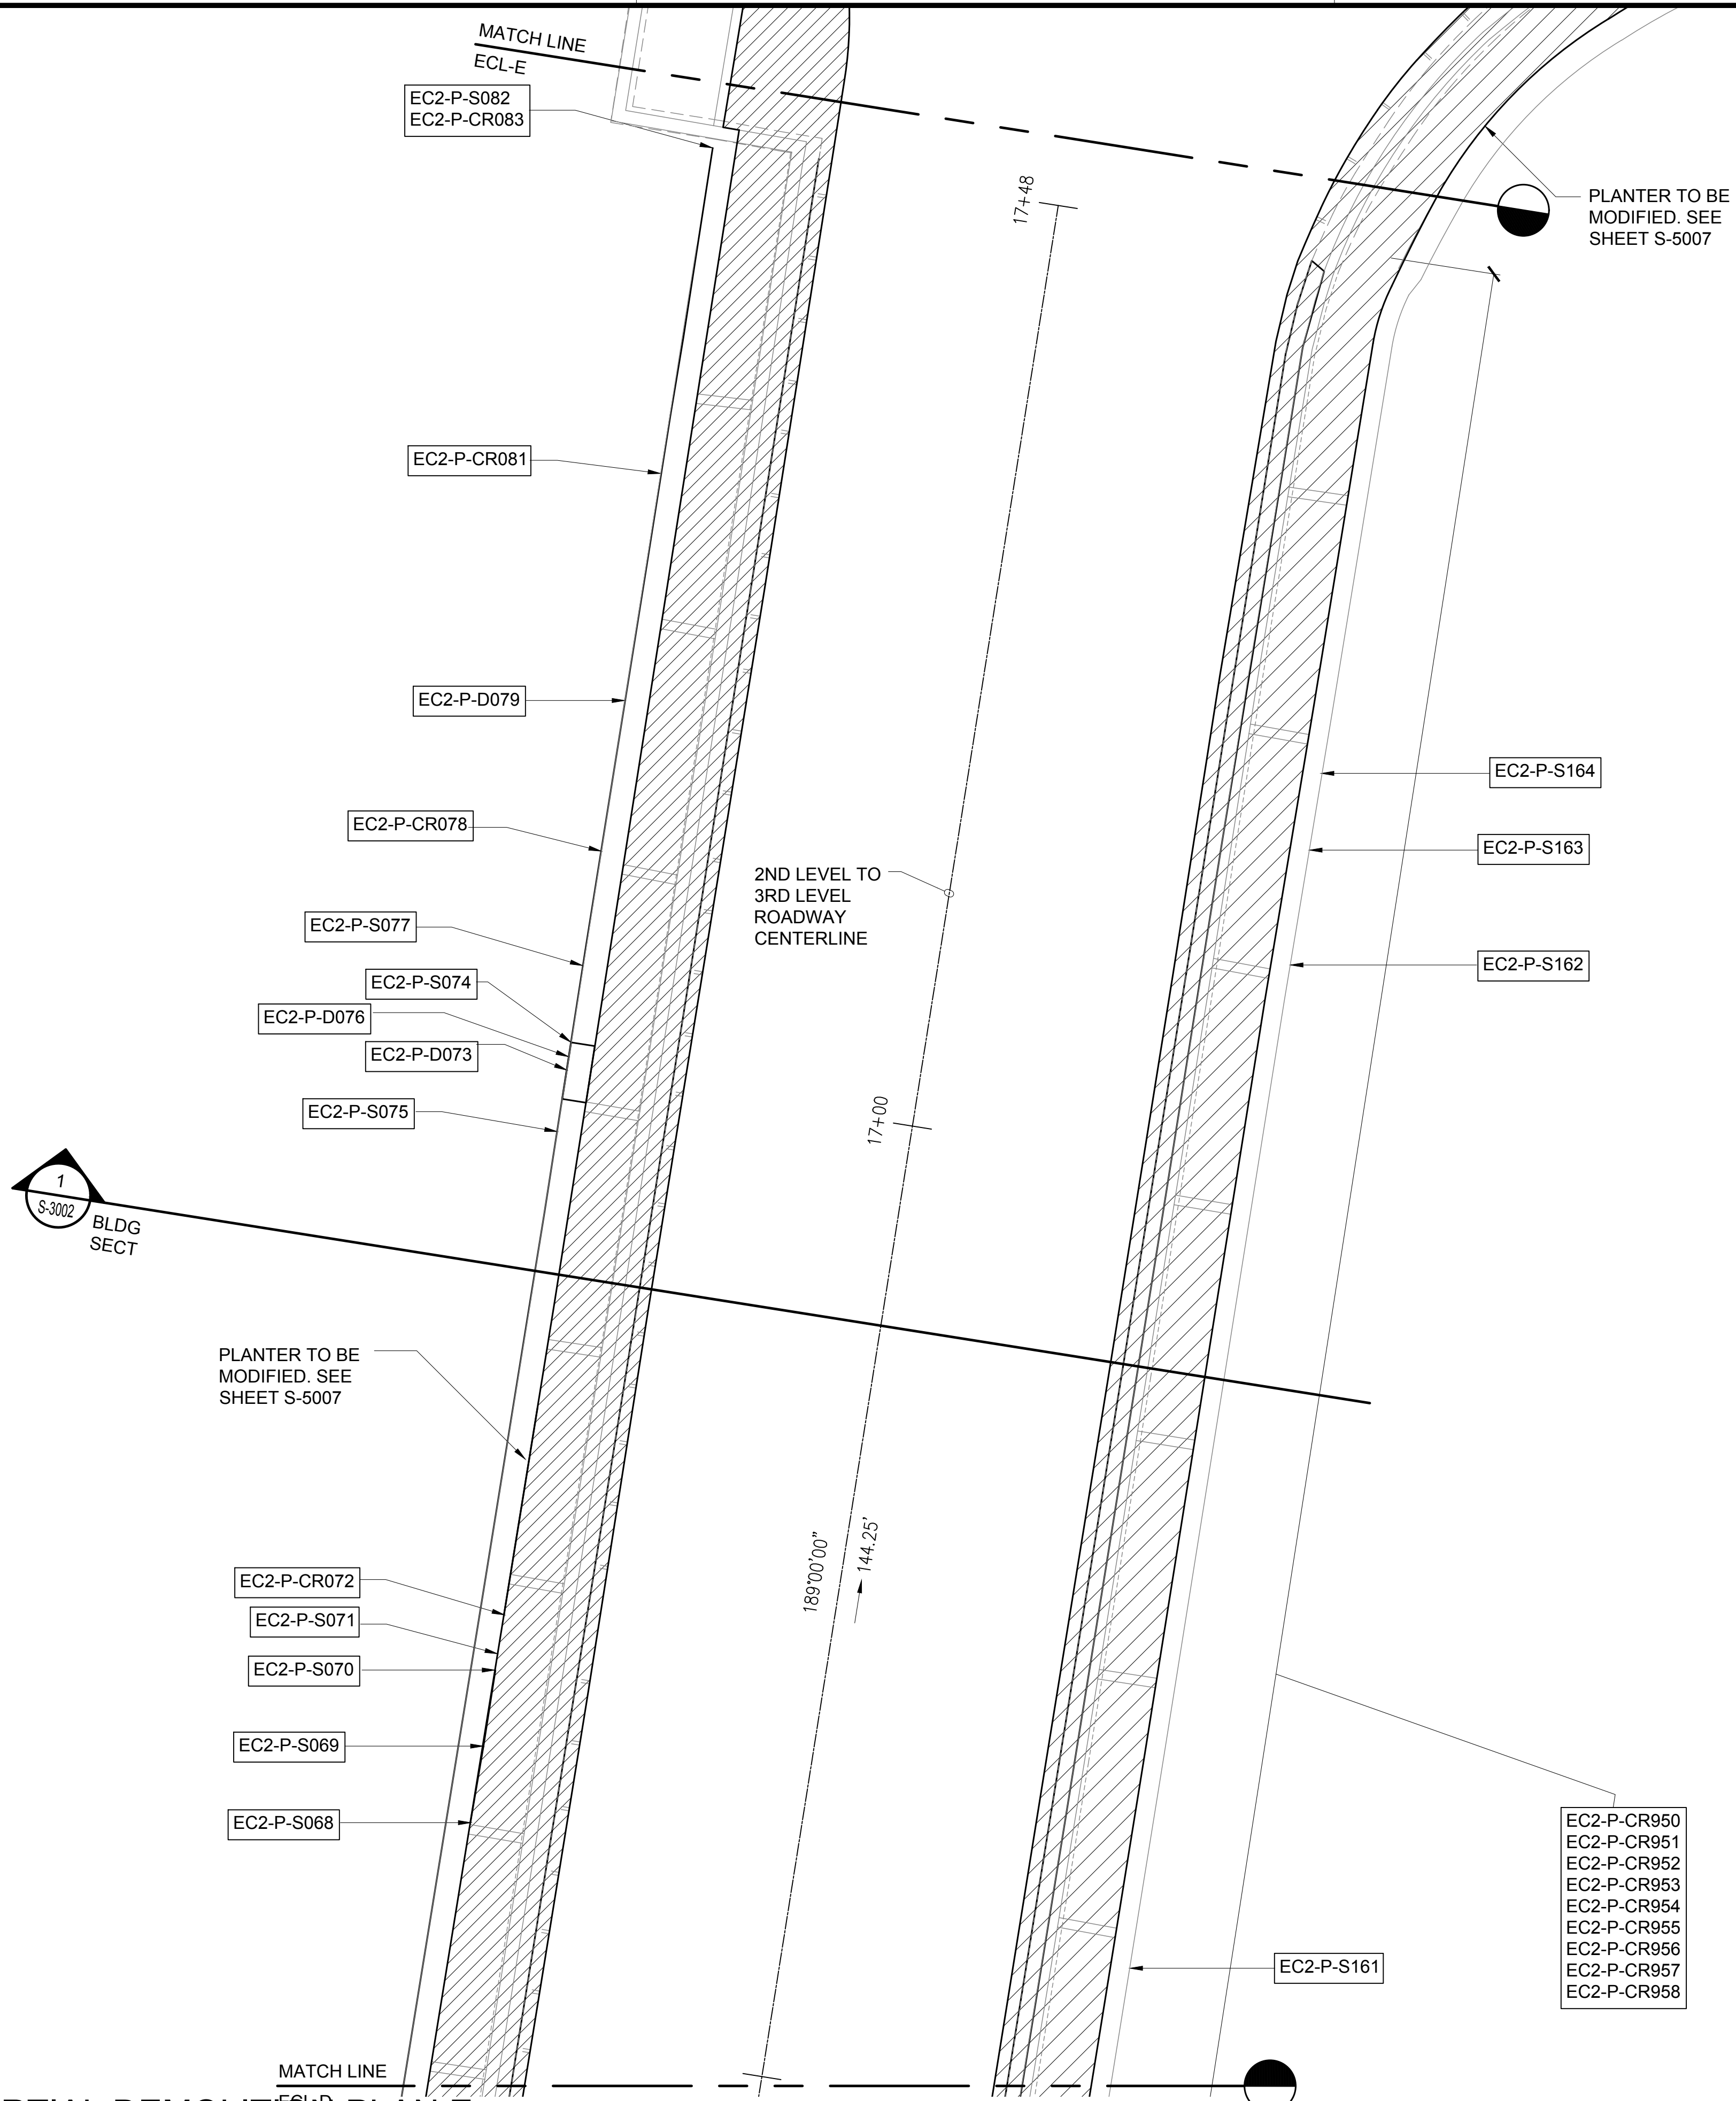 MATCH LINE
ECL-E
EC2-P-S082
EC2-P-CR083
17+48
PLANTER TO BE
MODIFIED. SEE
SHEET S-5007
EC2-P-CR081
EC2-P-D079
EC2-P-S164
EC2-P-CR078
EC2-P-S163
2ND LEVEL TO
3RD LEVEL
ROADWAY
CENTERLINE
EC2-P-S077
EC2-P-S162
EC2-P-S074
EC2-P-D076
EC2-P-D073
EC2-P-S075
17+00
1
S-3002
BLDG
SECT
PLANTER TO BE
MODIFIED. SEE
SHEET S-5007
189°00'00"
144.25'
EC2-P-CR072
EC2-P-S071
EC2-P-S070
EC2-P-S069
EC2-P-S068
EC2-P-CR950
EC2-P-CR951
EC2-P-CR952
EC2-P-CR953
EC2-P-CR954
EC2-P-CR955
EC2-P-CR956
EC2-P-CR957
EC2-P-CR958
EC2-P-S161
MATCH LINE